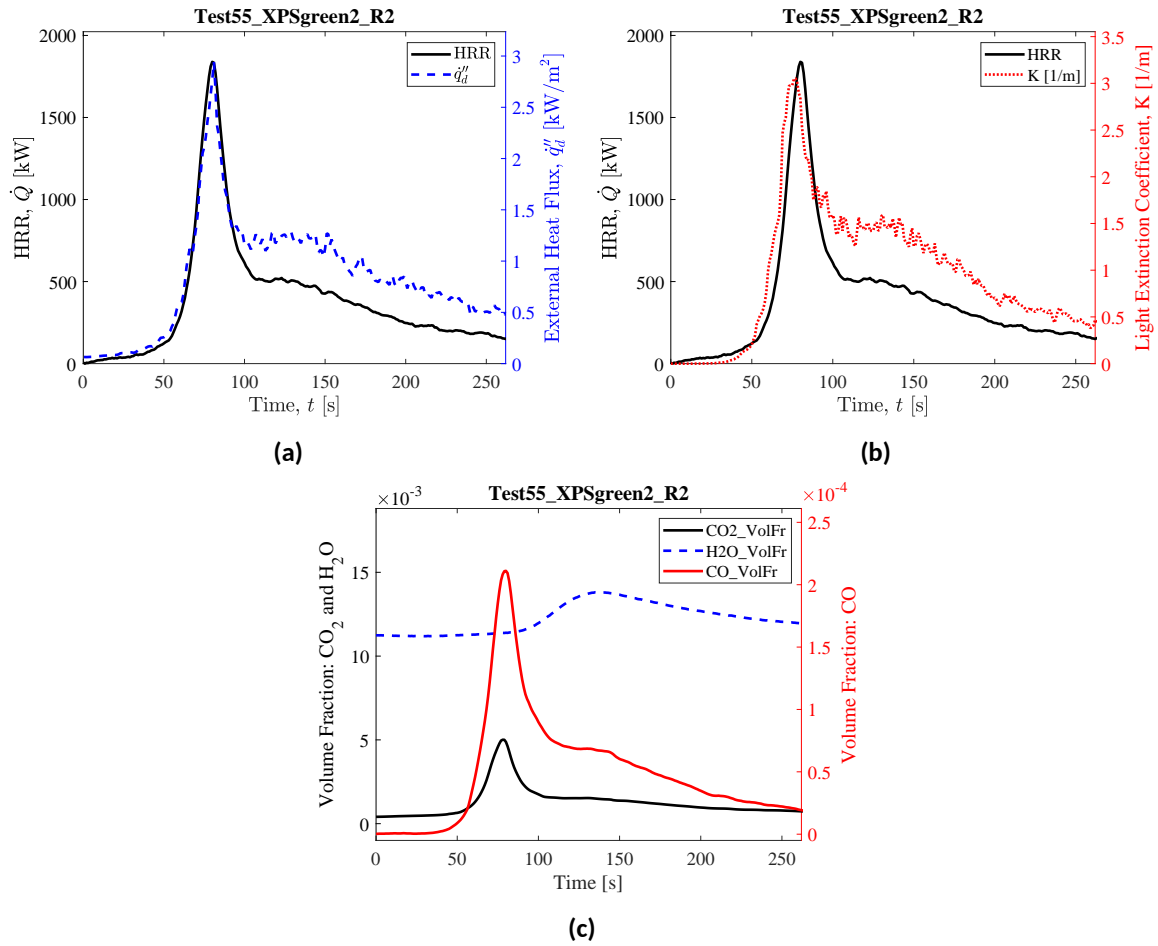 Test55_XPSgreen2_R2
2000
1500
1000
500
0
HRR, Q̇ [kW]
HRR
q̇″d
3
2.5
2
1.5
1
0.5
0
External Heat Flux, q̇″d [kW/m²]
0 50 100 150 200 250
Time, t [s]
(a)
Test55_XPSgreen2_R2
2000
1500
1000
500
0
HRR, Q̇ [kW]
HRR
K [1/m]
3.5
3
2.5
2
1.5
1
0.5
0
Light Extinction Coefficient, K [1/m]
0 50 100 150 200 250
Time, t [s]
(b)
×10⁻³
Test55_XPSgreen2_R2
×10⁻⁴
15
10
5
0
Volume Fraction: CO₂ and H₂O
CO2_VolFr
H2O_VolFr
CO_VolFr
2.5
2
1.5
1
0.5
0
Volume Fraction: CO
0 50 100 150 200 250
Time [s]
(c)